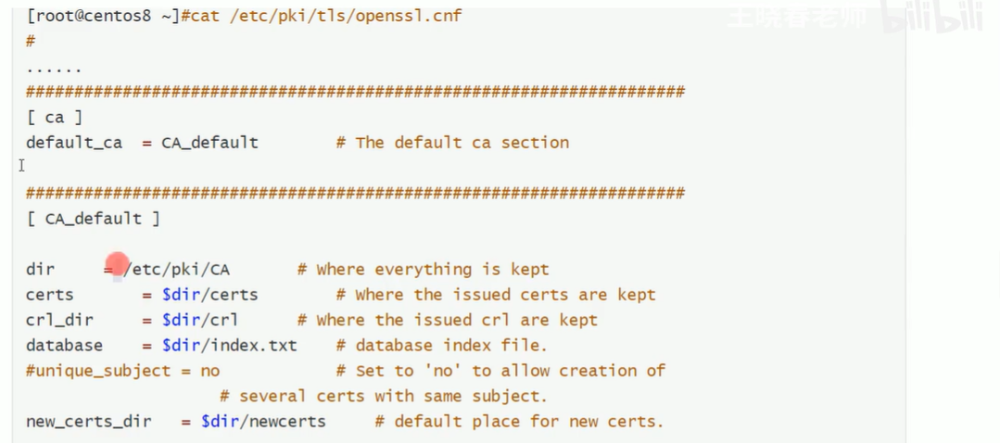 王晓春老师 bilibili
[root@centos8 ~]#cat /etc/pki/tls/openssl.cnf
#
......
####################################################################
[ ca ]
default_ca = CA_default # The default ca section
####################################################################
[ CA_default ]
dir = /etc/pki/CA # Where everything is kept
certs = $dir/certs # Where the issued certs are kept
crl_dir = $dir/crl # Where the issued crl are kept
database = $dir/index.txt # database index file.
#unique_subject = no # Set to 'no' to allow creation of
# several certs with same subject.
new_certs_dir = $dir/newcerts # default place for new certs.